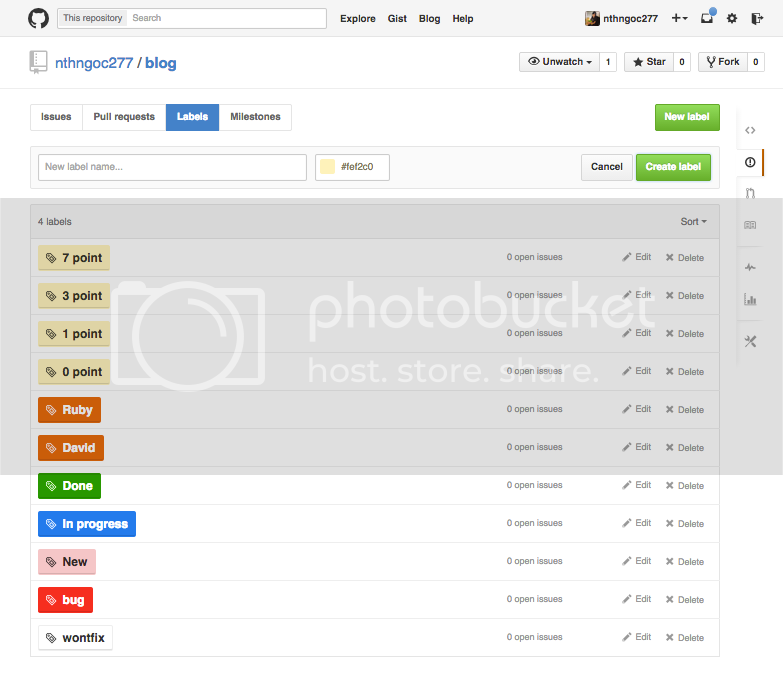 This repository Search Explore Gist Blog Help nthngoc277
nthngoc277 / blog Unwatch 1 Star 0 Fork 0
Issues Pull requests Labels Milestones New label
New label name... #fef2c0 Cancel Create label
4 labels Sort
7 point 0 open issues Edit Delete
3 point 0 open issues Edit Delete
1 point 0 open issues Edit Delete
0 point 0 open issues Edit Delete
Ruby 0 open issues Edit Delete
David 0 open issues Edit Delete
Done 0 open issues Edit Delete
In progress 0 open issues Edit Delete
New 0 open issues Edit Delete
bug 0 open issues Edit Delete
wontfix 0 open issues Edit Delete
photobucket
host. store. share.